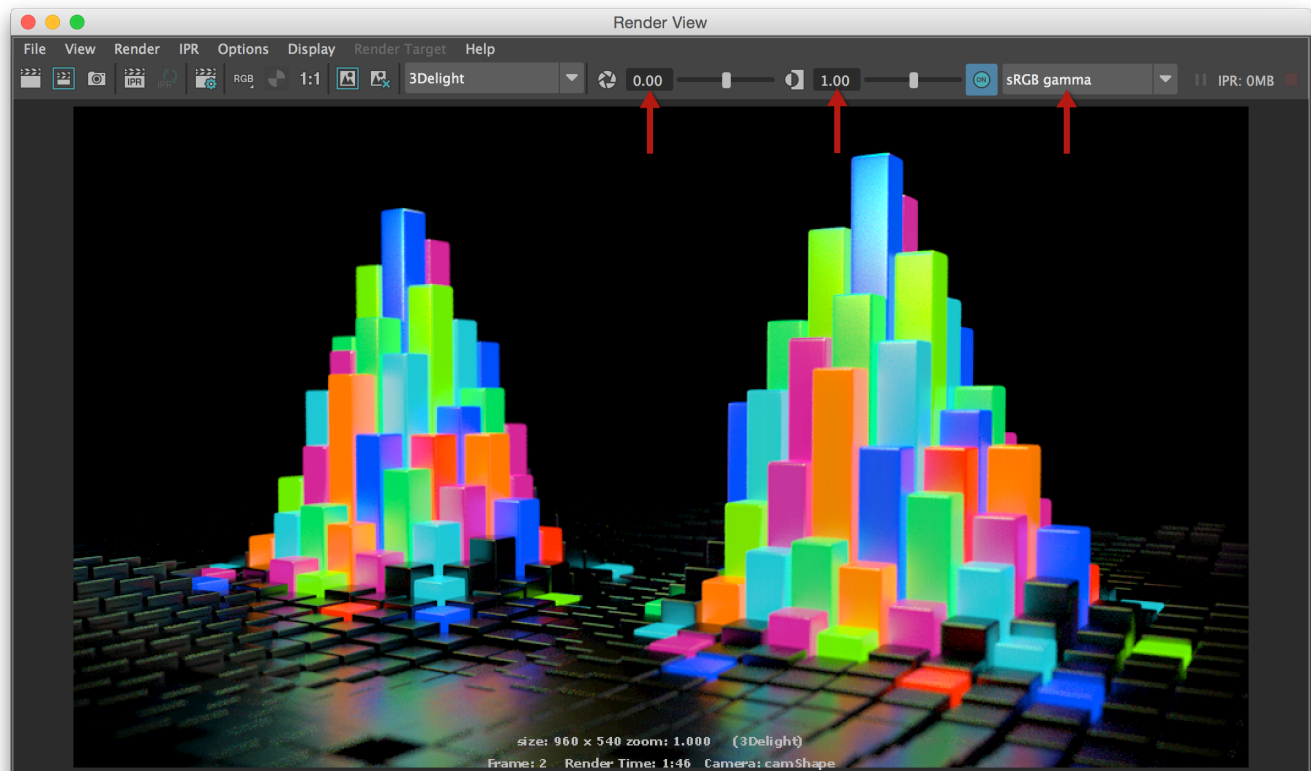 Render View
File View Render IPR Options Display Render Target Help
IPR IPR RGB 1:1 3Delight 0.00 1.00 ON sRGB gamma IPR: 0MB
size: 960 x 540 zoom: 1.000 (3Delight)
Frame: 2 Render Time: 1:46 Camera: camShape